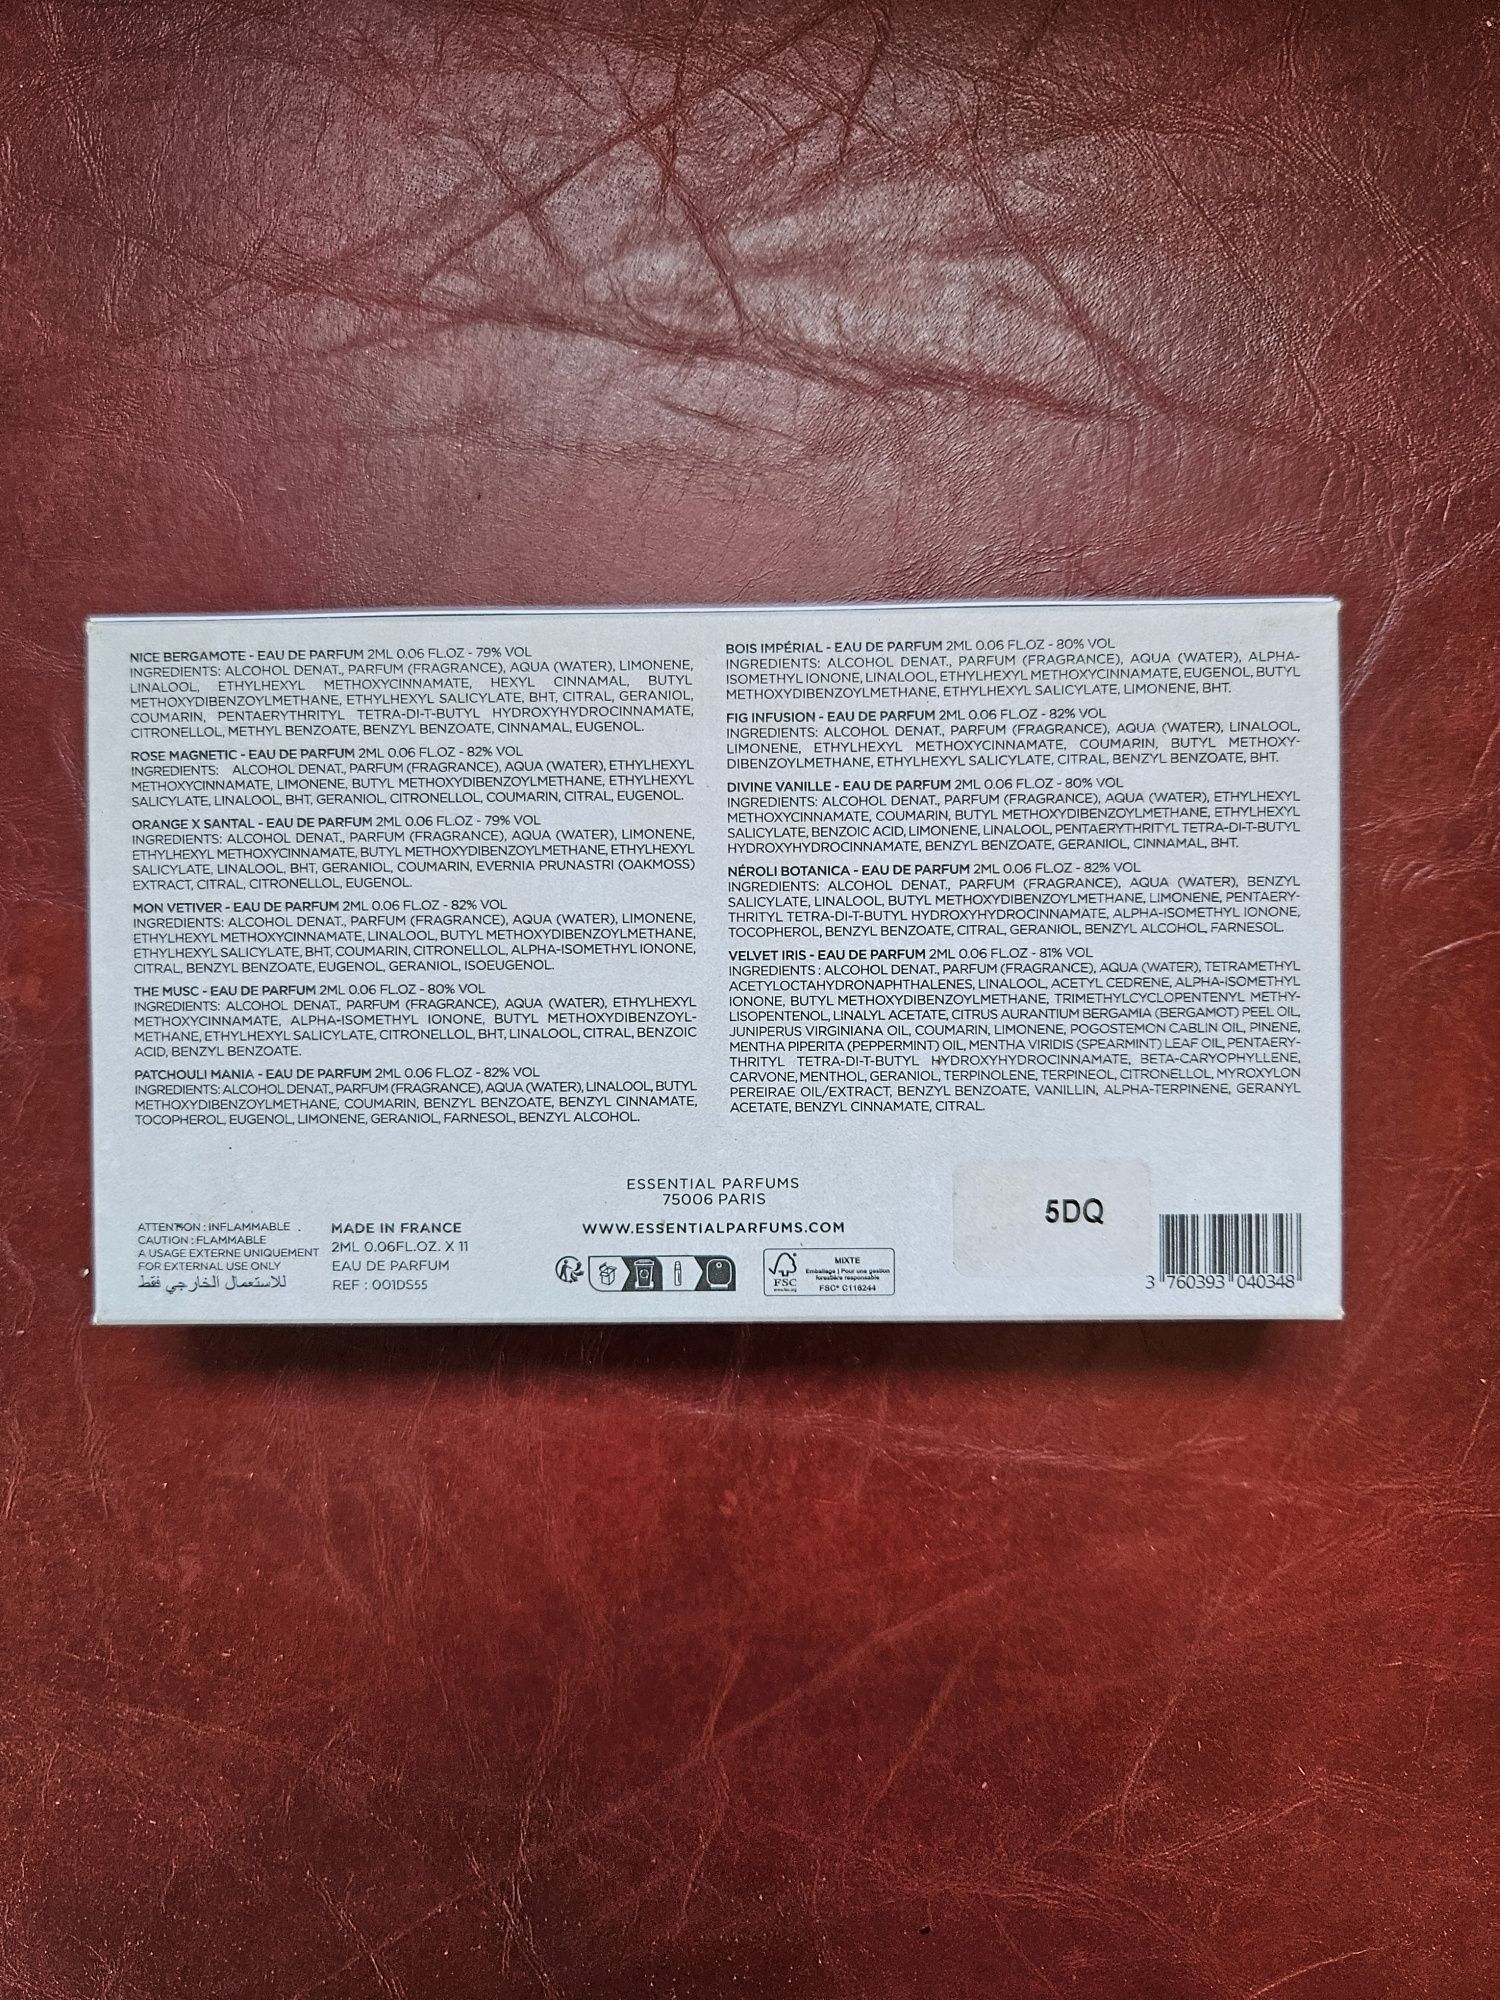 NICE BERGAMOTE - EAU DE PARFUM 2ML 0.06 FL.OZ - 79% VOL
INGREDIENTS: ALCOHOL DENAT., PARFUM (FRAGRANCE), AQUA (WATER), LIMONENE,
LINALOOL, ETHYLHEXYL METHOXYCINNAMATE, HEXYL CINNAMAL, BUTYL
METHOXYDIBENZOYLMETHANE, ETHYLHEXYL SALICYLATE, BHT, CITRAL, GERANIOL,
COUMARIN, PENTAERYTHRITYL TETRA-DI-T-BUTYL HYDROXYHYDROCINNAMATE,
CITRONELLOL, METHYL BENZOATE, BENZYL BENZOATE, CINNAMAL, EUGENOL.
ROSE MAGNETIC - EAU DE PARFUM 2ML 0.06 FL.OZ - 82% VOL
INGREDIENTS: ALCOHOL DENAT., PARFUM (FRAGRANCE), AQUA (WATER), ETHYLHEXYL
METHOXYCINNAMATE, LIMONENE, BUTYL METHOXYDIBENZOYLMETHANE, ETHYLHEXYL
SALICYLATE, LINALOOL, BHT, GERANIOL, CITRONELLOL, COUMARIN, CITRAL, EUGENOL.
ORANGE X SANTAL - EAU DE PARFUM 2ML 0.06 FL.OZ - 79% VOL
INGREDIENTS: ALCOHOL DENAT., PARFUM (FRAGRANCE), AQUA (WATER), LIMONENE,
ETHYLHEXYL METHOXYCINNAMATE, BUTYL METHOXYDIBENZOYLMETHANE, ETHYLHEXYL
SALICYLATE, LINALOOL, BHT, GERANIOL, COUMARIN, EVERNIA PRUNASTRI (OAKMOSS)
EXTRACT, CITRAL, CITRONELLOL, EUGENOL.
MON VETIVER - EAU DE PARFUM 2ML 0.06 FL.OZ - 82% VOL
INGREDIENTS: ALCOHOL DENAT., PARFUM (FRAGRANCE), AQUA (WATER), LIMONENE,
ETHYLHEXYL METHOXYCINNAMATE, LINALOOL, BUTYL METHOXYDIBENZOYLMETHANE,
ETHYLHEXYL SALICYLATE, BHT, COUMARIN, CITRONELLOL, ALPHA-ISOMETHYL IONONE,
CITRAL, BENZYL BENZOATE, EUGENOL, GERANIOL, ISOEUGENOL.
THE MUSC - EAU DE PARFUM 2ML 0.06 FL.OZ - 80% VOL
INGREDIENTS: ALCOHOL DENAT., PARFUM (FRAGRANCE), AQUA (WATER), ETHYLHEXYL
METHOXYCINNAMATE, ALPHA-ISOMETHYL IONONE, BUTYL METHOXYDIBENZOYL-
METHANE, ETHYLHEXYL SALICYLATE, CITRONELLOL, BHT, LINALOOL, CITRAL, BENZOIC
ACID, BENZYL BENZOATE.
PATCHOULI MANIA - EAU DE PARFUM 2ML 0.06 FL.OZ - 82% VOL
INGREDIENTS: ALCOHOL DENAT., PARFUM (FRAGRANCE), AQUA (WATER), LINALOOL, BUTYL
METHOXYDIBENZOYLMETHANE, COUMARIN, BENZYL BENZOATE, BENZYL CINNAMATE,
TOCOPHEROL, EUGENOL, LIMONENE, GERANIOL, FARNESOL, BENZYL ALCOHOL.
BOIS IMPÉRIAL - EAU DE PARFUM 2ML 0.06 FL.OZ - 80% VOL
INGREDIENTS: ALCOHOL DENAT., PARFUM (FRAGRANCE), AQUA (WATER), ALPHA-
ISOMETHYL IONONE, LINALOOL, ETHYLHEXYL METHOXYCINNAMATE, EUGENOL, BUTYL
METHOXYDIBENZOYLMETHANE, ETHYLHEXYL SALICYLATE, LIMONENE, BHT.
FIG INFUSION - EAU DE PARFUM 2ML 0.06 FL.OZ - 82% VOL
INGREDIENTS: ALCOHOL DENAT., PARFUM (FRAGRANCE), AQUA (WATER), LINALOOL,
LIMONENE, ETHYLHEXYL METHOXYCINNAMATE, COUMARIN, BUTYL METHOXY-
DIBENZOYLMETHANE, ETHYLHEXYL SALICYLATE, CITRAL, BENZYL BENZOATE, BHT.
DIVINE VANILLE - EAU DE PARFUM 2ML 0.06 FL.OZ - 80% VOL
INGREDIENTS: ALCOHOL DENAT., PARFUM (FRAGRANCE), AQUA (WATER), ETHYLHEXYL
METHOXYCINNAMATE, COUMARIN, BUTYL METHOXYDIBENZOYLMETHANE, ETHYLHEXYL
SALICYLATE, BENZOIC ACID, LIMONENE, LINALOOL, PENTAERYTHRITYL TETRA-DI-T-BUTYL
HYDROXYHYDROCINNAMATE, BENZYL BENZOATE, GERANIOL, CINNAMAL, BHT.
NÉROLI BOTANICA - EAU DE PARFUM 2ML 0.06 FL.OZ - 82% VOL
INGREDIENTS: ALCOHOL DENAT., PARFUM (FRAGRANCE), AQUA (WATER), BENZYL
SALICYLATE, LINALOOL, BUTYL METHOXYDIBENZOYLMETHANE, LIMONENE, PENTAERY-
THRITYL TETRA-DI-T-BUTYL HYDROXYHYDROCINNAMATE, ALPHA-ISOMETHYL IONONE,
TOCOPHEROL, BENZYL BENZOATE, CITRAL, GERANIOL, BENZYL ALCOHOL, FARNESOL.
VELVET IRIS - EAU DE PARFUM 2ML 0.06 FL.OZ - 81% VOL
INGREDIENTS : ALCOHOL DENAT., PARFUM (FRAGRANCE), AQUA (WATER), TETRAMETHYL
ACETYLOCTAHYDRONAPHTHALENES, LINALOOL, ACETYL CEDRENE, ALPHA-ISOMETHYL
IONONE, BUTYL METHOXYDIBENZOYLMETHANE, TRIMETHYLCYCLOPENTENYL METHY-
LISOPENTENOL, LINALYL ACETATE, CITRUS AURANTIUM BERGAMIA (BERGAMOT) PEEL OIL,
JUNIPERUS VIRGINIANA OIL, COUMARIN, LIMONENE, POGOSTEMON CABLIN OIL, PINENE,
MENTHA PIPERITA (PEPPERMINT) OIL, MENTHA VIRIDIS (SPEARMINT) LEAF OIL, PENTAERY-
THRITYL TETRA-DI-T-BUTYL HYDROXYHYDROCINNAMATE, BETA-CARYOPHYLLENE,
CARVONE, MENTHOL, GERANIOL, TERPINOLENE, TERPINEOL, CITRONELLOL, MYROXYLON
PEREIRAE OIL/EXTRACT, BENZYL BENZOATE, VANILLIN, ALPHA-TERPINENE, GERANYL
ACETATE, BENZYL CINNAMATE, CITRAL.
ESSENTIAL PARFUMS
75006 PARIS
WWW.ESSENTIALPARFUMS.COM
ATTENTION : INFLAMMABLE .
CAUTION : FLAMMABLE
A USAGE EXTERNE UNIQUEMENT
FOR EXTERNAL USE ONLY
للاستعمال الخارجي فقط
MADE IN FRANCE
2ML 0.06FL.OZ. X 11
EAU DE PARFUM
REF : 001DS55
FSC
www.fsc.org
MIXTE
Emballage | Pour une gestion
forestière responsable
FSC® C116244
5DQ
3 760393 040348